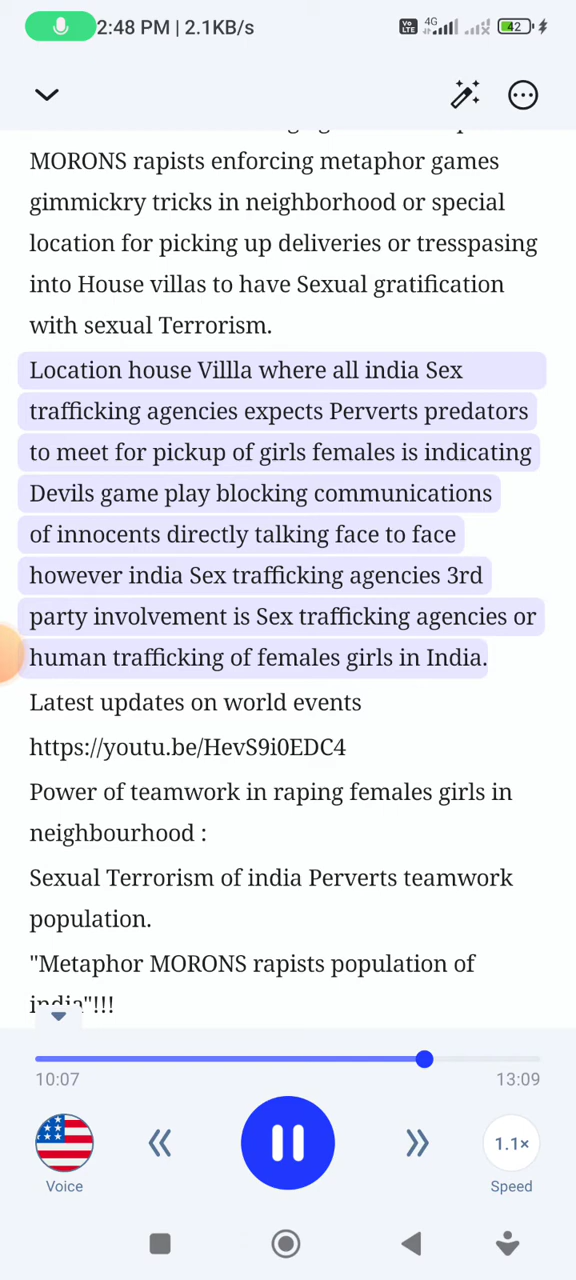 2:48 PM | 2.1KB/s
Vo LTE
4G
42
MORONS rapists enforcing metaphor games
gimmickry tricks in neighborhood or special
location for picking up deliveries or tresspasing
into House villas to have Sexual gratification
with sexual Terrorism.
Location house Villla where all india Sex
trafficking agencies expects Perverts predators
to meet for pickup of girls females is indicating
Devils game play blocking communications
of innocents directly talking face to face
however india Sex trafficking agencies 3rd
party involvement is Sex trafficking agencies or
human trafficking of females girls in India.
Latest updates on world events
https://youtu.be/HevS9i0EDC4
Power of teamwork in raping females girls in
neighbourhood :
Sexual Terrorism of india Perverts teamwork
population.
"Metaphor MORONS rapists population of
india"!!!
10:07
13:09
1.1×
Voice
Speed